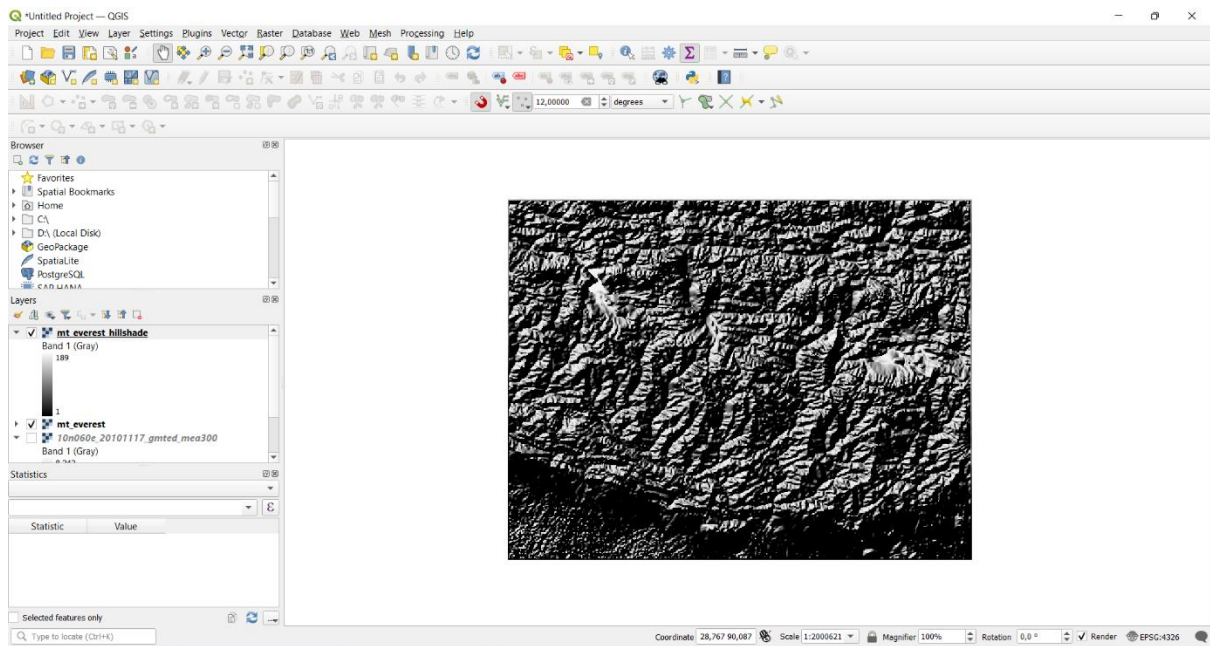 *Untitled Project — QGIS
Project Edit View Layer Settings Plugins Vector Raster Database Web Mesh Processing Help
12,00000 degrees
Browser
Favorites
Spatial Bookmarks
Home
C:\
D:\ (Local Disk)
GeoPackage
SpatiaLite
PostgreSQL
SAP HANA
Layers
mt_everest_hillshade
Band 1 (Gray)
189
1
mt_everest
10n060e_20101117_gmted_mea300
Band 1 (Gray)
Statistics
Statistic Value
Selected features only
Type to locate (Ctrl+K)
Coordinate 28,767 90,087 Scale 1:2000621 Magnifier 100% Rotation 0,0 ° Render EPSG:4326